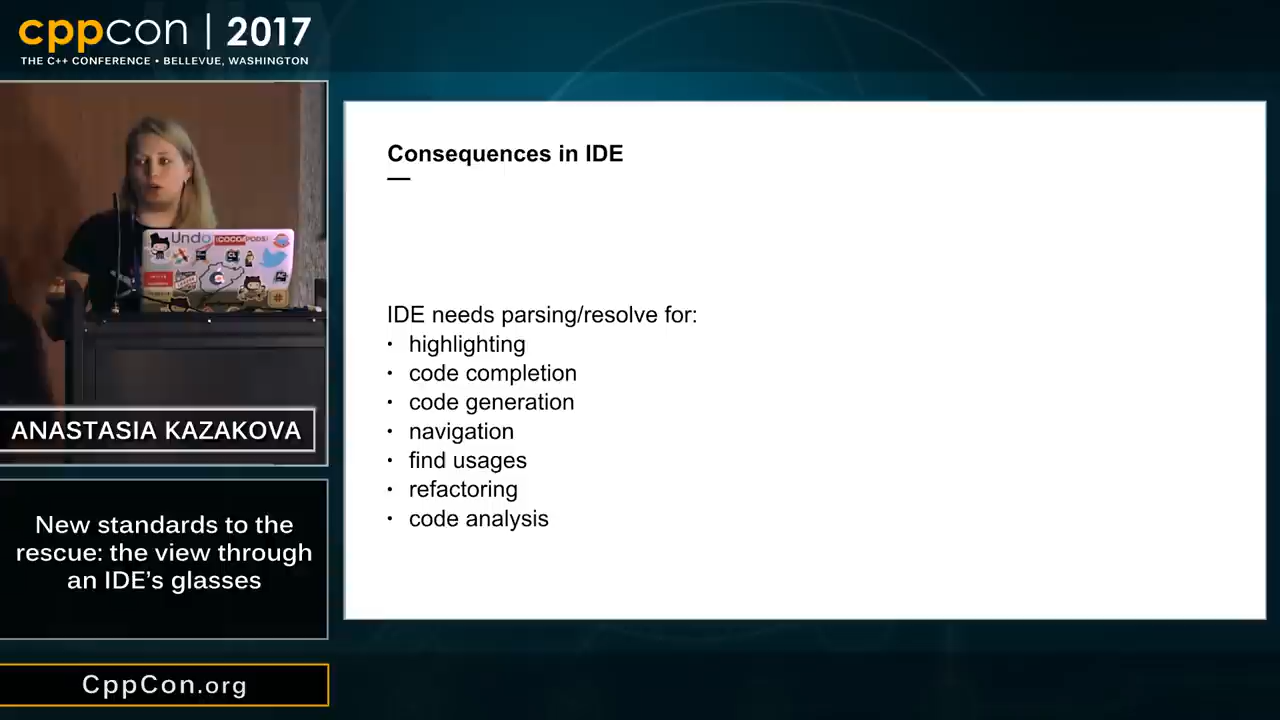 cppcon | 2017
THE C++ CONFERENCE • BELLEVUE, WASHINGTON
Consequences in IDE
IDE needs parsing/resolve for:
• highlighting
• code completion
• code generation
• navigation
• find usages
• refactoring
• code analysis
Undo
CL
ANASTASIA KAZAKOVA
New standards to the
rescue: the view through
an IDE's glasses
CppCon.org